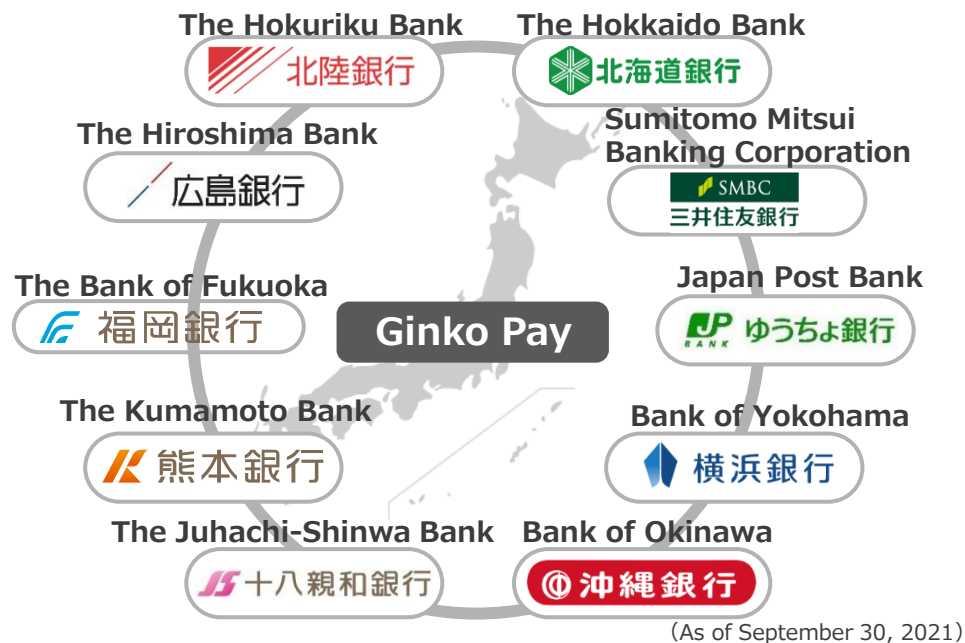 The Hokuriku Bank
北陸銀行
The Hokkaido Bank
北海道銀行
The Hiroshima Bank
広島銀行
Sumitomo Mitsui
Banking Corporation
SMBC
三井住友銀行
The Bank of Fukuoka
福岡銀行
Ginko Pay
Japan Post Bank
JP
BANK
ゆうちょ銀行
The Kumamoto Bank
熊本銀行
Bank of Yokohama
横浜銀行
The Juhachi-Shinwa Bank
十八親和銀行
Bank of Okinawa
沖縄銀行
(As of September 30, 2021)